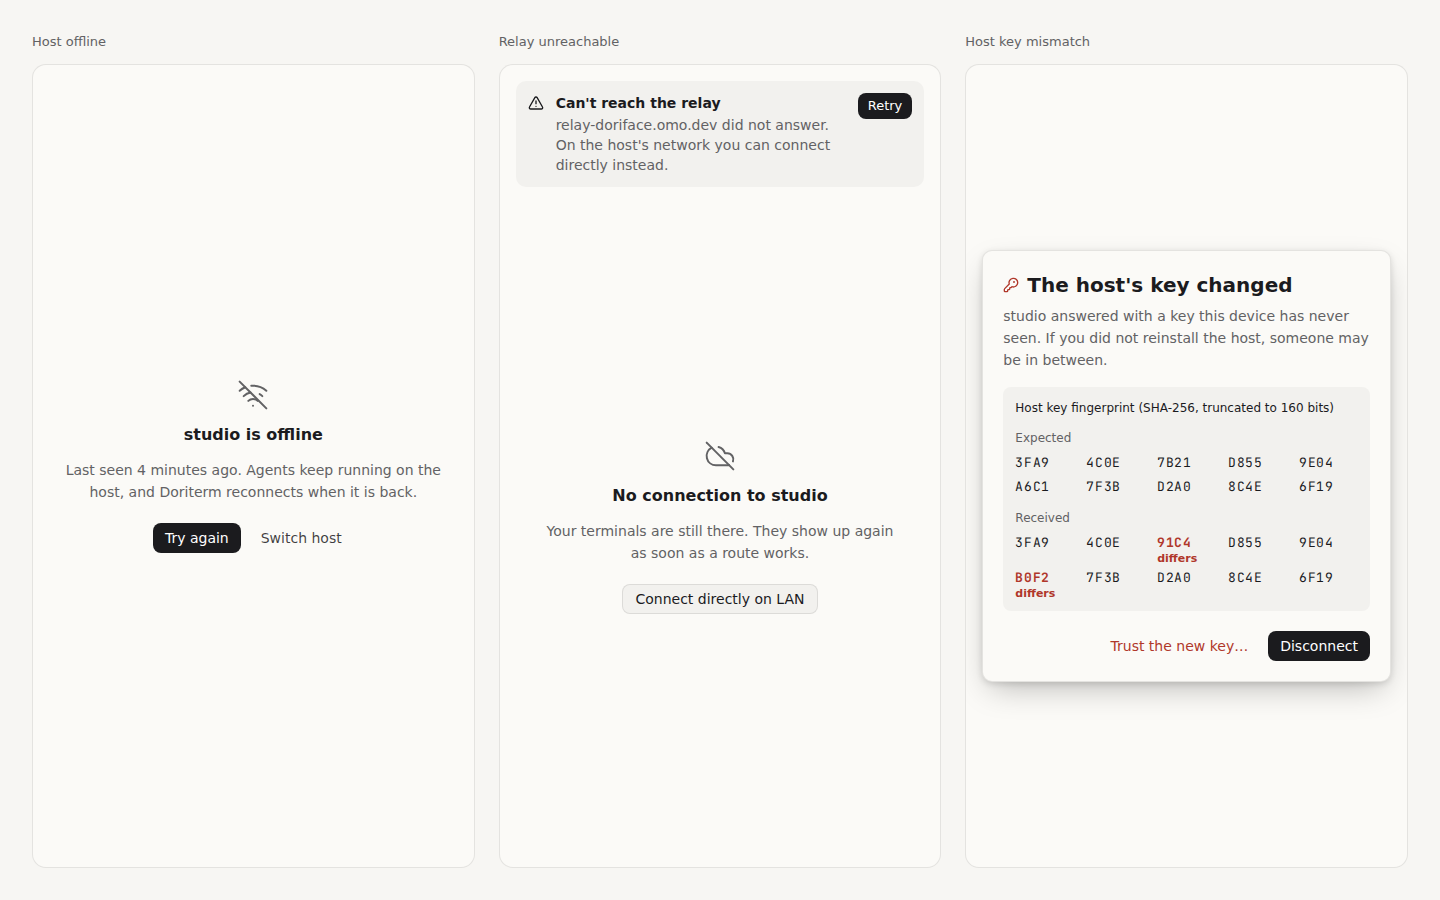 Host offline
studio is offline
Last seen 4 minutes ago. Agents keep running on the
host, and Doriterm reconnects when it is back.
Try again
Switch host
Relay unreachable
Can't reach the relay
Retry
relay-doriface.omo.dev did not answer.
On the host's network you can connect
directly instead.
No connection to studio
Your terminals are still there. They show up again
as soon as a route works.
Connect directly on LAN
Host key mismatch
The host's key changed
studio answered with a key this device has never
seen. If you did not reinstall the host, someone may
be in between.
Host key fingerprint (SHA-256, truncated to 160 bits)
Expected
3FA9 4C0E 7B21 D855 9E04
A6C1 7F3B D2A0 8C4E 6F19
Received
3FA9 4C0E 91C4 D855 9E04
differs
B0F2 7F3B D2A0 8C4E 6F19
differs
Trust the new key…
Disconnect